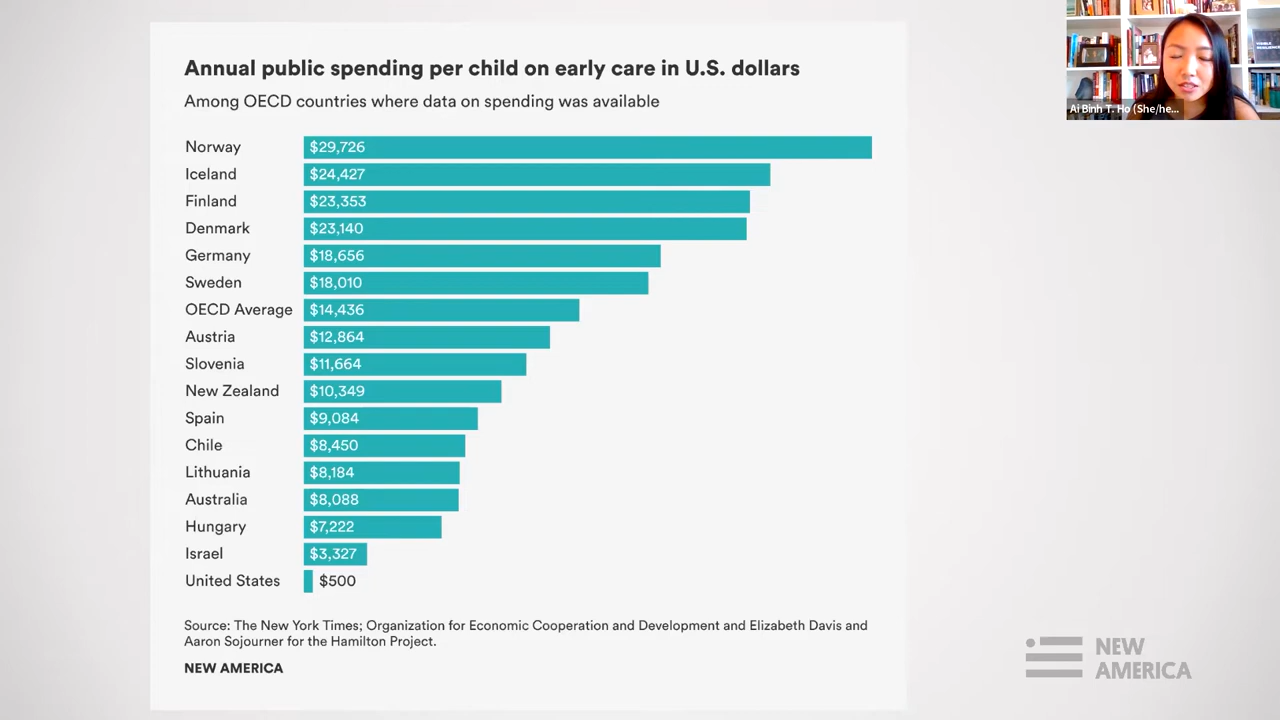 Annual public spending per child on early care in U.S. dollars
Among OECD countries where data on spending was available
Norway $29,726
Iceland $24,427
Finland $23,353
Denmark $23,140
Germany $18,656
Sweden $18,010
OECD Average $14,436
Austria $12,864
Slovenia $11,664
New Zealand $10,349
Spain $9,084
Chile $8,450
Lithuania $8,184
Australia $8,088
Hungary $7,222
Israel $3,327
United States $500
Source: The New York Times; Organization for Economic Cooperation and Development and Elizabeth Davis and
Aaron Sojourner for the Hamilton Project.
NEW AMERICA
Ai Binh T. Ho (She/he...
NEW
AMERICA